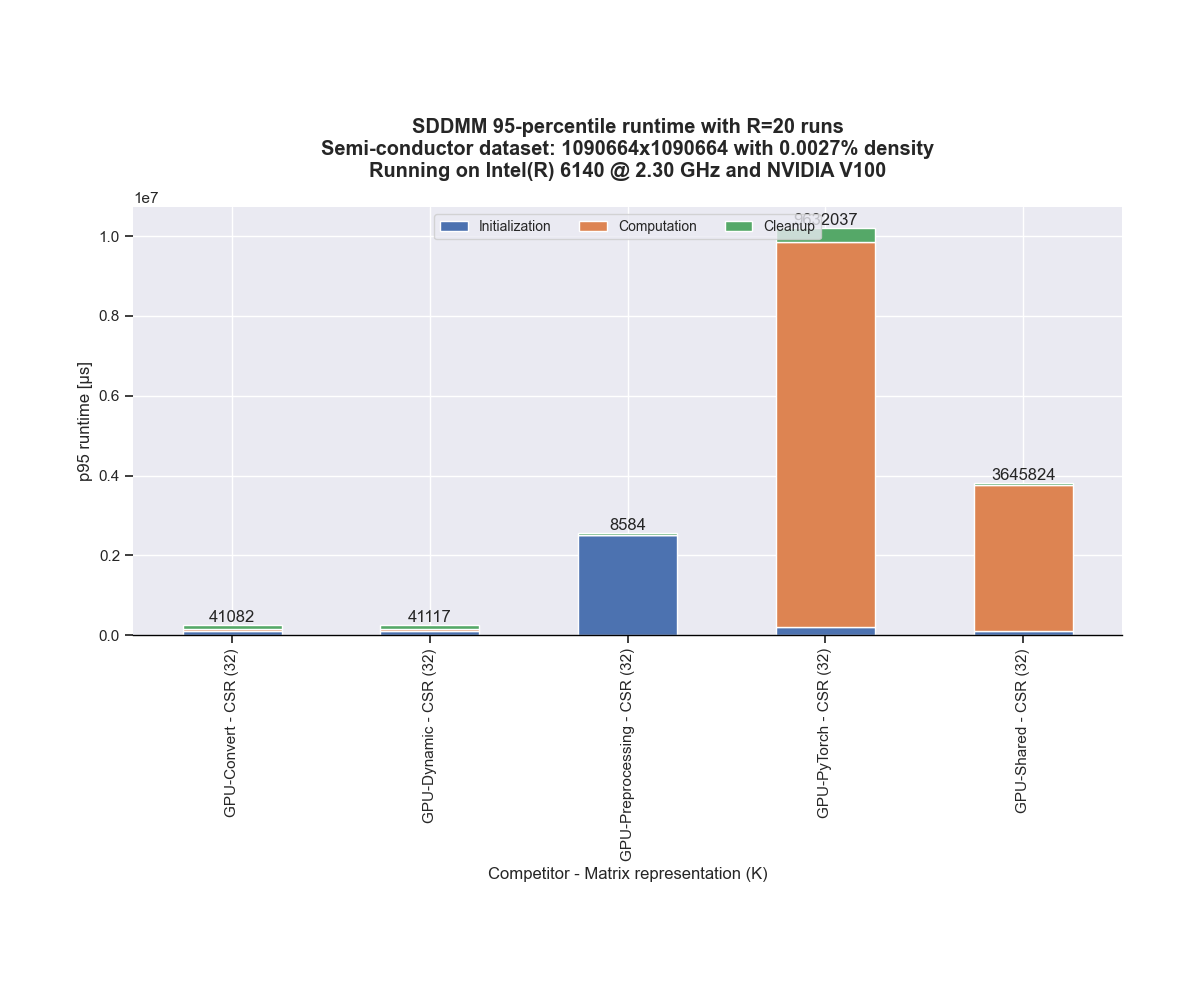 SDDMM 95-percentile runtime with R=20 runs
Semi-conductor dataset: 1090664x1090664 with 0.0027% density
Running on Intel(R) 6140 @ 2.30 GHz and NVIDIA V100
1e7
Initialization Computation Cleanup
9632037
1.0
0.8
0.6
0.4
0.2
0.0
p95 runtime [µs]
41082
41117
8584
3645824
GPU-Convert - CSR (32)
GPU-Dynamic - CSR (32)
GPU-Preprocessing - CSR (32)
GPU-PyTorch - CSR (32)
GPU-Shared - CSR (32)
Competitor - Matrix representation (K)